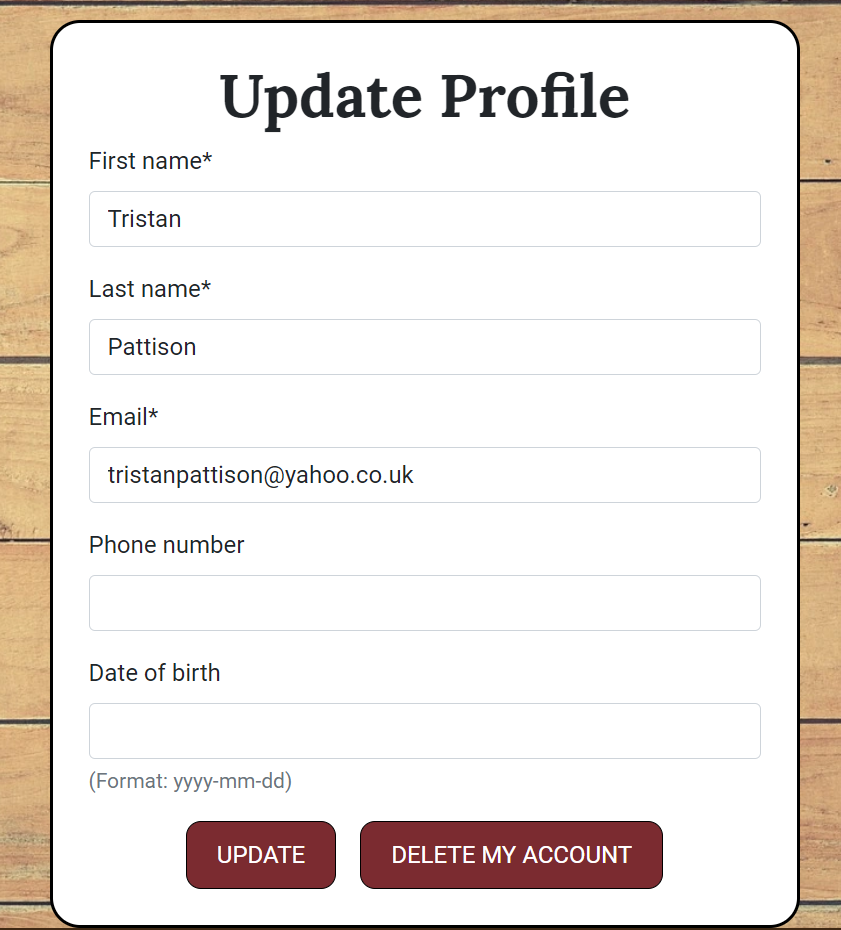 Update Profile
First name*
Tristan
Last name*
Pattison
Email*
tristanpattison@yahoo.co.uk
Phone number
Date of birth
(Format: yyyy-mm-dd)
UPDATE DELETE MY ACCOUNT